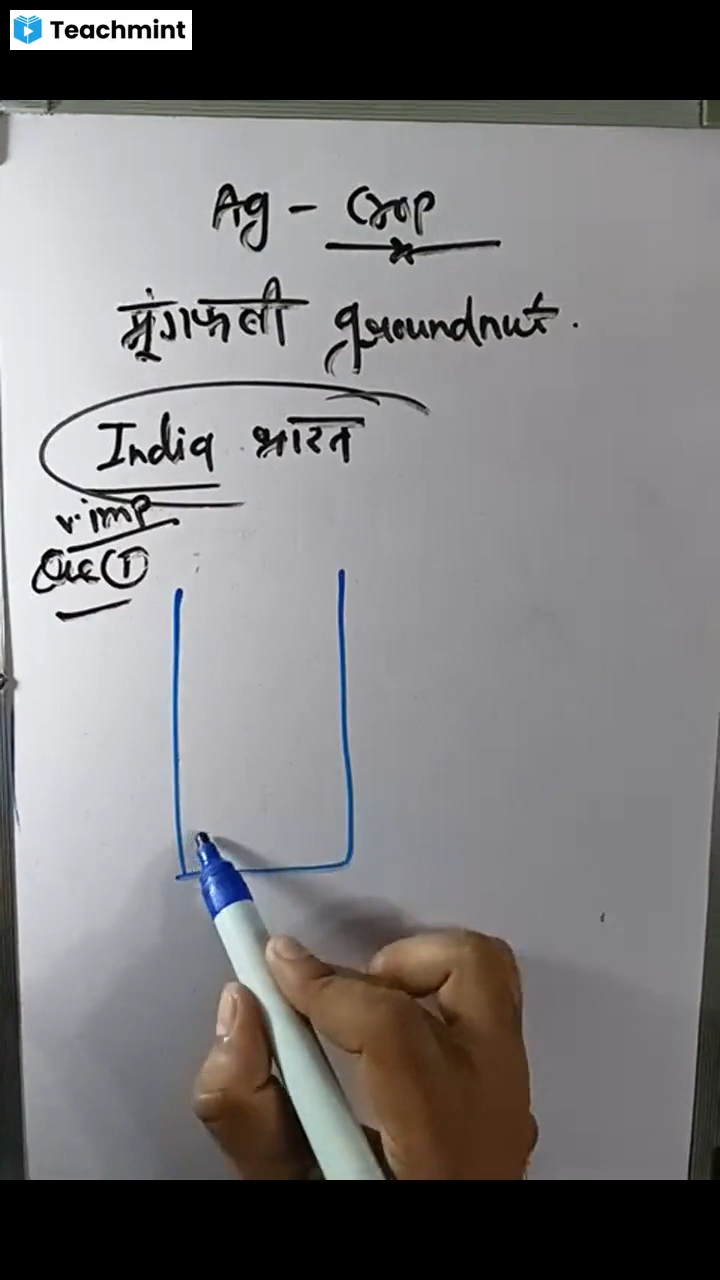 Teachmint
Ag - Crop
मूंगफली groundnut.
India भारत
v.imp
Que ①